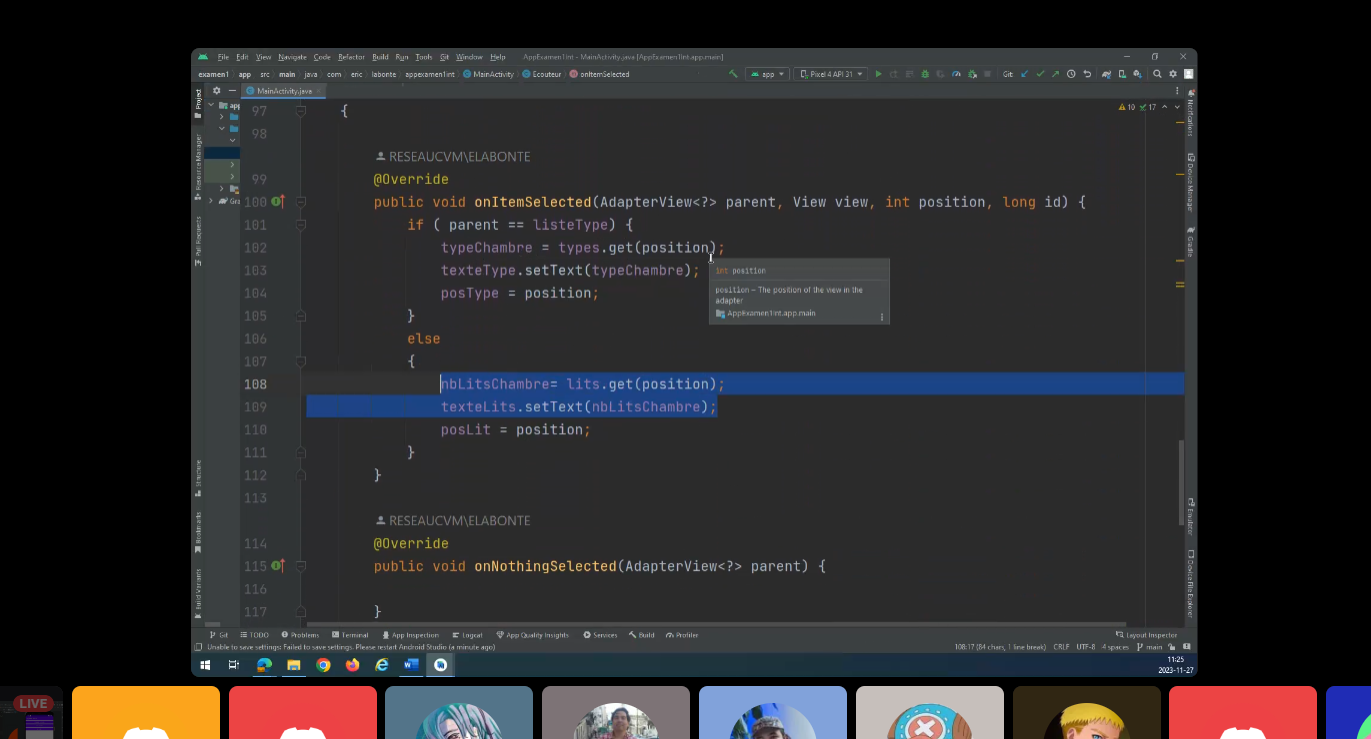 File Edit View Navigate Code Refactor Build Run Tools Git Window Help AppExamen1Int - MainActivity.java [AppExamen1Int.app.main]
examen1 app src main java com eric labonte appexamen1int MainActivity Ecouteur onItemSelected app Pixel 4 API 31 Git:
MainActivity.java
Project
app
10 17
Notifications
97 {
98
RESEAUCVM\ELABONTE
99 @Override
100 public void onItemSelected(AdapterView<?> parent, View view, int position, long id) {
101 if ( parent == listeType) {
102 typeChambre = types.get(position);
103 texteType.setText(typeChambre);
104 posType = position;
105 }
106 else
107 {
108 nbLitsChambre= lits.get(position);
109 texteLits.setText(nbLitsChambre);
110 posLit = position;
111 }
112 }
113
RESEAUCVM\ELABONTE
114 @Override
115 public void onNothingSelected(AdapterView<?> parent) {
116
117 }
int position
position – The position of the view in the
adapter
AppExamen1Int.app.main
Resource Manager
Pull Requests
Structure
Bookmarks
Build Variants
Device Manager
Gradle
Emulator
Device File Explorer
Git TODO Problems Terminal App Inspection Logcat App Quality Insights Services Build Profiler Layout Inspector
Unable to save settings: Failed to save settings. Please restart Android Studio (a minute ago) 108:17 (84 chars, 1 line break) CRLF UTF-8 4 spaces main
11:25
2023-11-27
LIVE